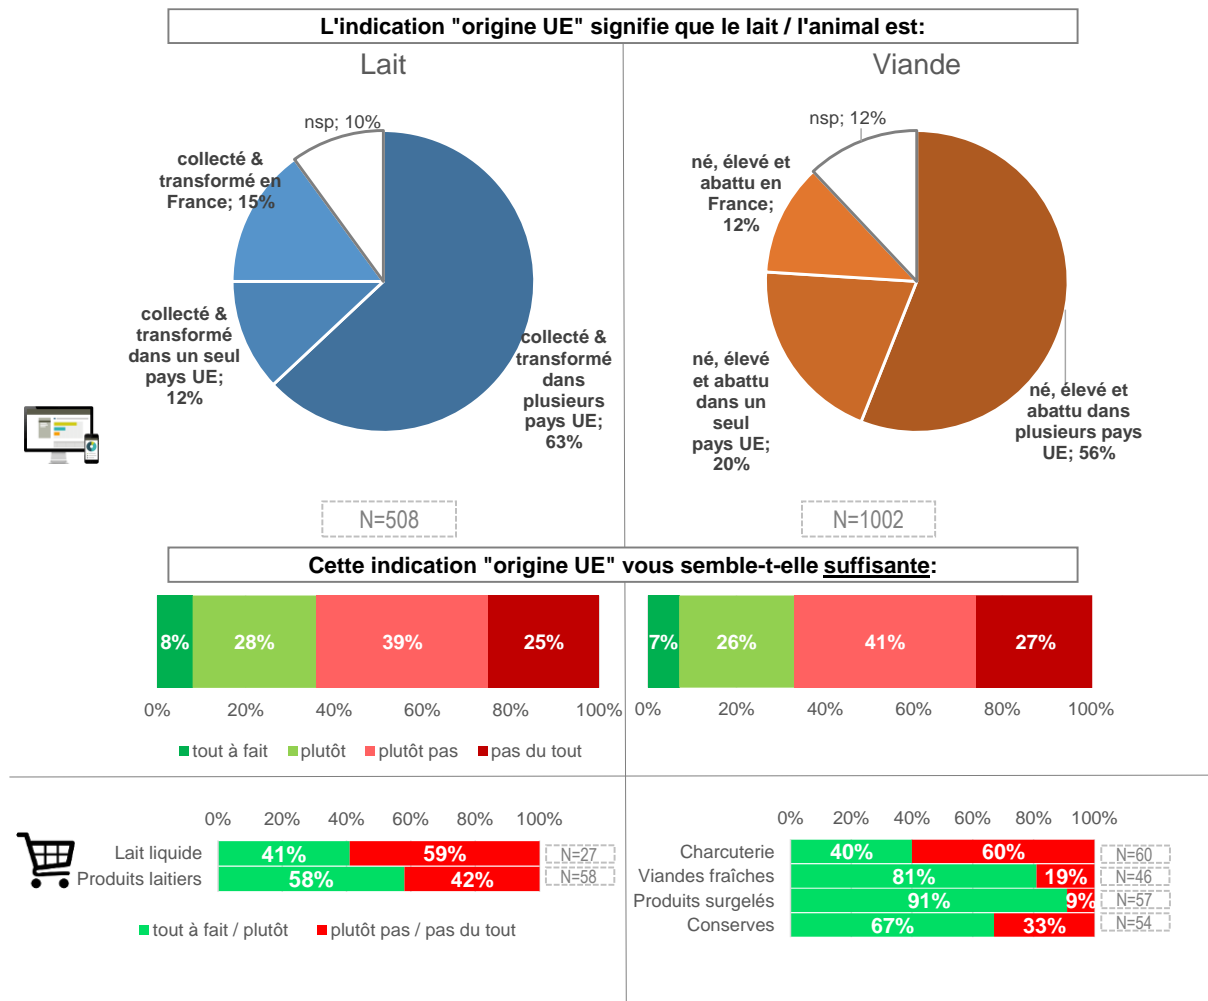 L'indication "origine UE" signifie que le lait / l'animal est:
Lait
nsp; 10%
collecté &
transformé en
France; 15%
collecté &
transformé
dans un seul
pays UE;
12%
collecté &
transformé
dans
plusieurs
pays UE;
63%
N=508
Viande
nsp; 12%
né, élevé et
abattu en
France;
12%
né, élevé
et abattu
dans un
seul
pays UE;
20%
né, élevé et
abattu dans
plusieurs pays
UE; 56%
N=1002
Cette indication "origine UE" vous semble-t-elle suffisante:
8% 28% 39% 25%
0% 20% 40% 60% 80% 100%
tout à fait plutôt plutôt pas pas du tout
7% 26% 41% 27%
0% 20% 40% 60% 80% 100%
0% 20% 40% 60% 80% 100%
Lait liquide 41% 59% N=27
Produits laitiers 58% 42% N=58
tout à fait / plutôt plutôt pas / pas du tout
0% 20% 40% 60% 80% 100%
Charcuterie 40% 60% N=60
Viandes fraîches 81% 19% N=46
Produits surgelés 91% 9% N=57
Conserves 67% 33% N=54